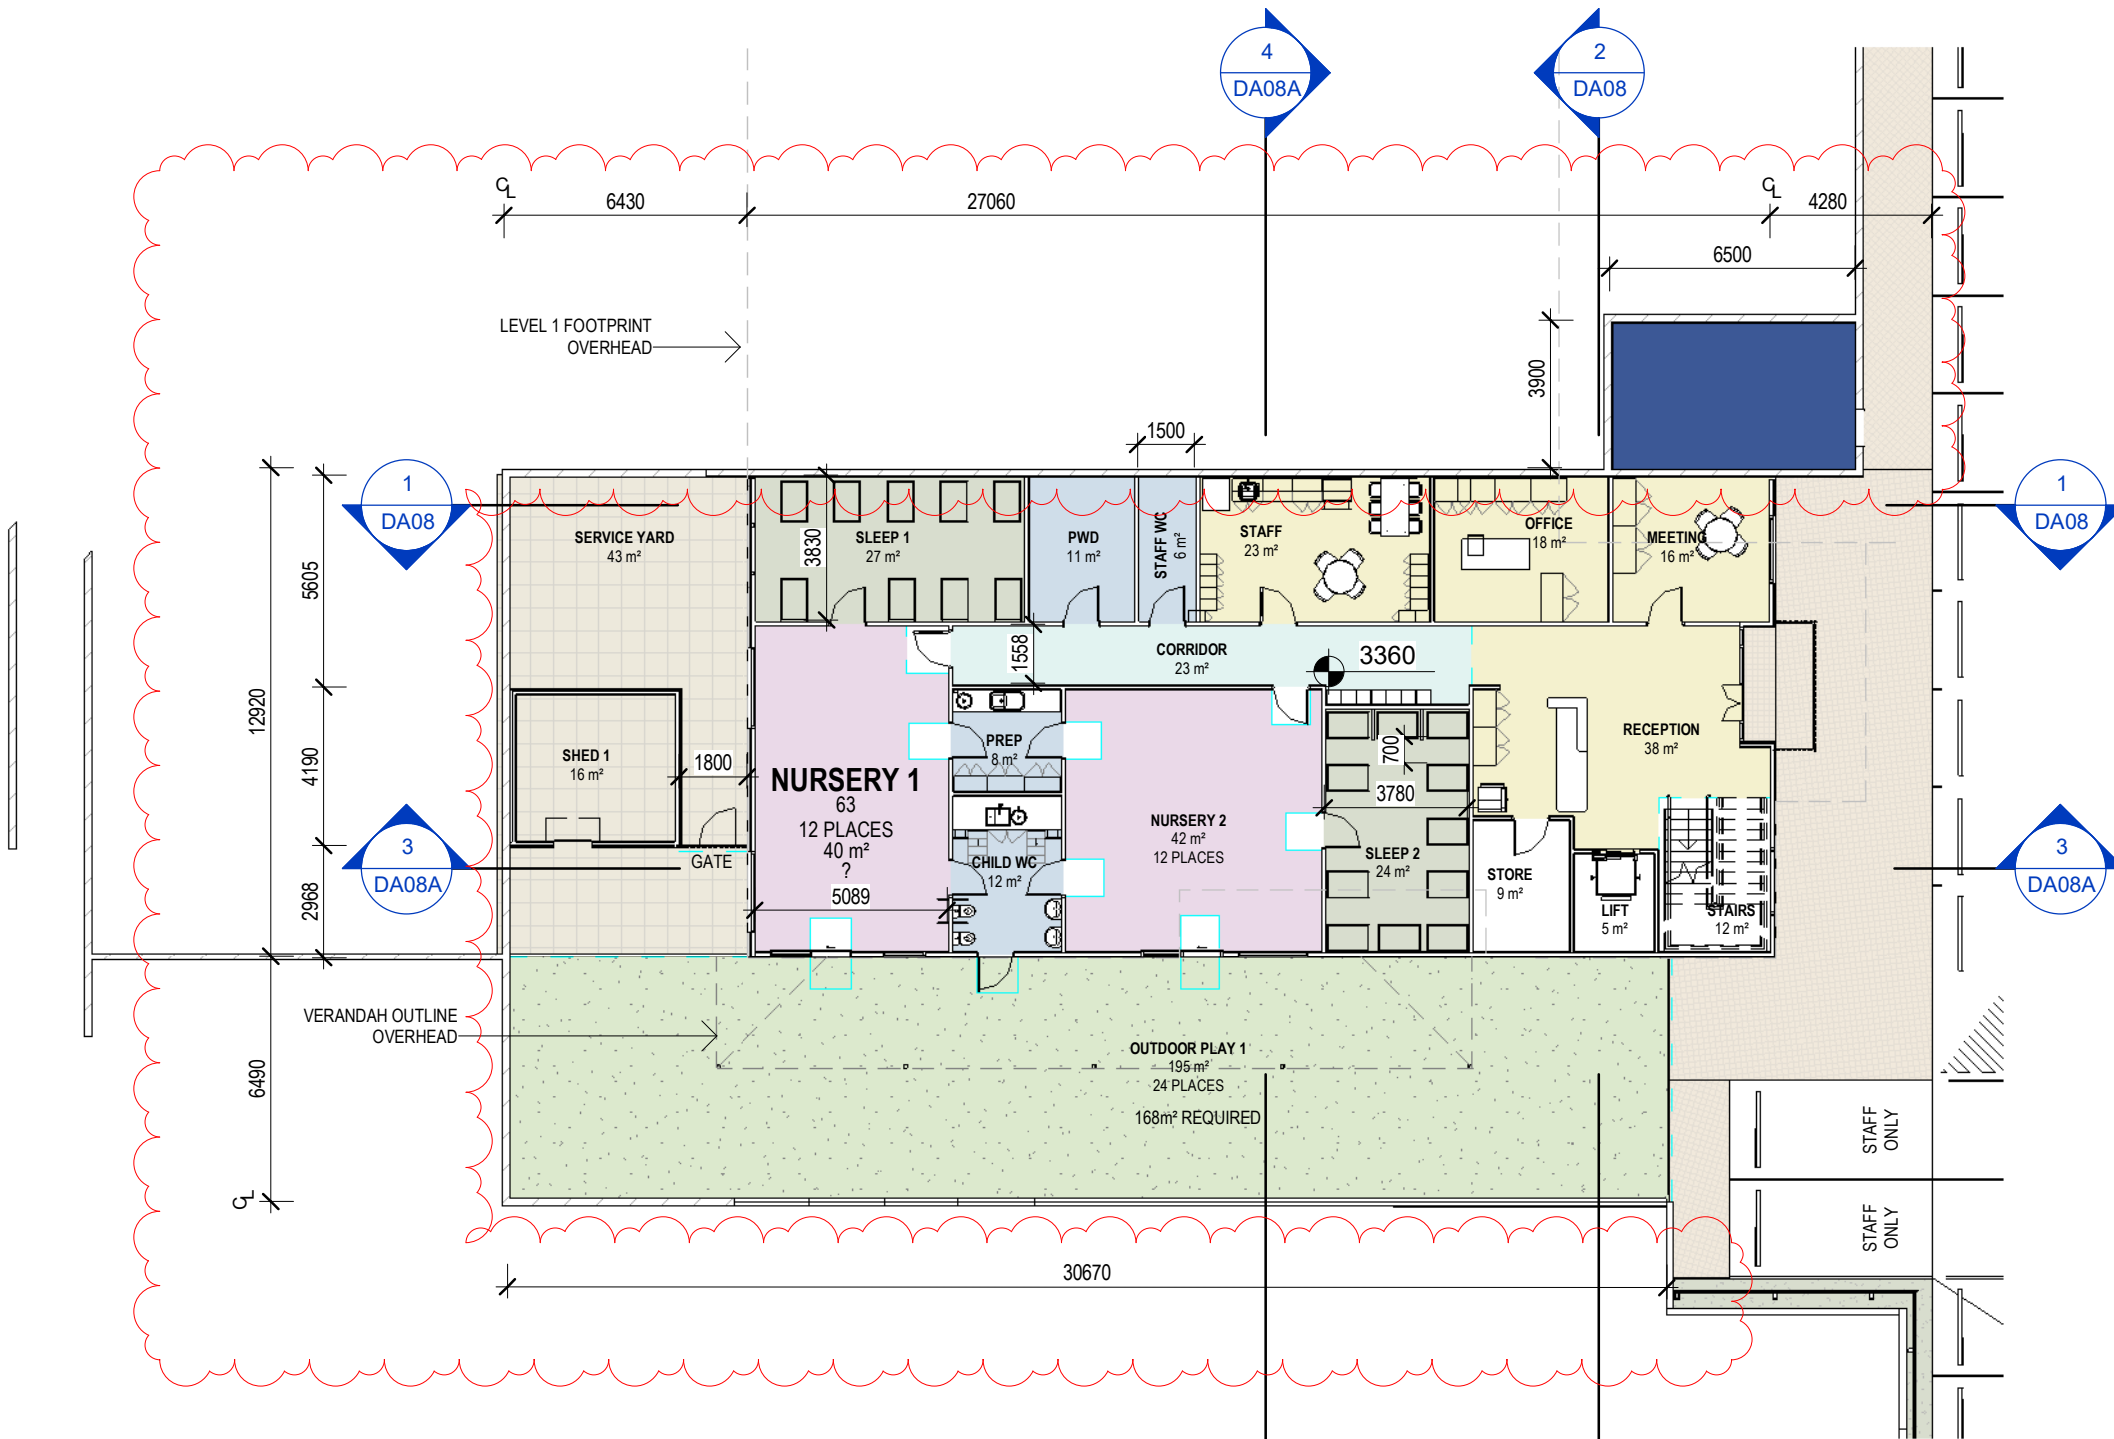 4
DA08A
2
DA08
C
L
6430
27060
C
L
4280
6500
LEVEL 1 FOOTPRINT
OVERHEAD
3900
1500
1
DA08
1
DA08
SERVICE YARD
43 m²
SLEEP 1
27 m²
3830
PWD
11 m²
STAFF WC
6 m²
STAFF
23 m²
OFFICE
18 m²
MEETING
16 m²
5605
12920
1558
CORRIDOR
23 m²
3360
4190
SHED 1
16 m²
1800
NURSERY 1
63
12 PLACES
40 m²
?
5089
PREP
8 m²
NURSERY 2
42 m²
12 PLACES
700
3780
RECEPTION
38 m²
CHILD WC
12 m²
SLEEP 2
24 m²
STORE
9 m²
LIFT
5 m²
STAIRS
12 m²
3
DA08A
3
DA08A
GATE
2968
VERANDAH OUTLINE
OVERHEAD
OUTDOOR PLAY 1
195 m²
24 PLACES
168m² REQUIRED
6490
C
L
STAFF
ONLY
STAFF
ONLY
30670